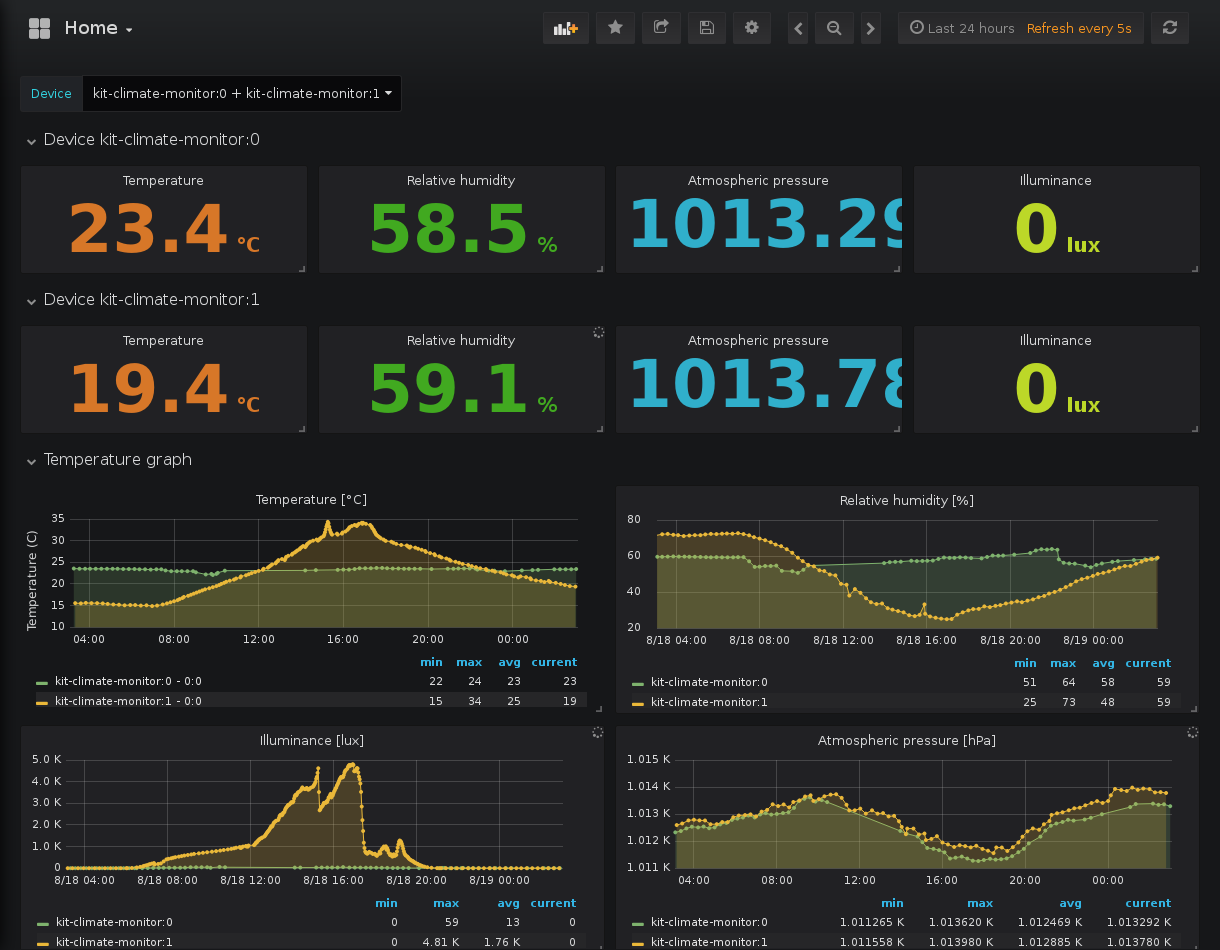 Home
Last 24 hours Refresh every 5s
Device kit-climate-monitor:0 + kit-climate-monitor:1
Device kit-climate-monitor:0
Temperature
23.4 °C
Relative humidity
58.5 %
Atmospheric pressure
1013.29
Illuminance
0 lux
Device kit-climate-monitor:1
Temperature
19.4 °C
Relative humidity
59.1 %
Atmospheric pressure
1013.78
Illuminance
0 lux
Temperature graph
Temperature [°C]
Temperature (C)
35
30
25
20
15
10
04:00 08:00 12:00 16:00 20:00 00:00
min max avg current
kit-climate-monitor:0 - 0:0 22 24 23 23
kit-climate-monitor:1 - 0:0 15 34 25 19
Relative humidity [%]
80
60
40
20
8/18 04:00 8/18 08:00 8/18 12:00 8/18 16:00 8/18 20:00 8/19 00:00
min max avg current
kit-climate-monitor:0 51 64 58 59
kit-climate-monitor:1 25 73 48 59
Illuminance [lux]
5.0 K
4.0 K
3.0 K
2.0 K
1.0 K
0
8/18 04:00 8/18 08:00 8/18 12:00 8/18 16:00 8/18 20:00 8/19 00:00
min max avg current
kit-climate-monitor:0 0 59 13 0
kit-climate-monitor:1 0 4.81 K 1.76 K 0
Atmospheric pressure [hPa]
1.015 K
1.014 K
1.013 K
1.012 K
1.011 K
04:00 08:00 12:00 16:00 20:00 00:00
min max avg current
kit-climate-monitor:0 1.011265 K 1.013620 K 1.012469 K 1.013292 K
kit-climate-monitor:1 1.011558 K 1.013980 K 1.012885 K 1.013780 K